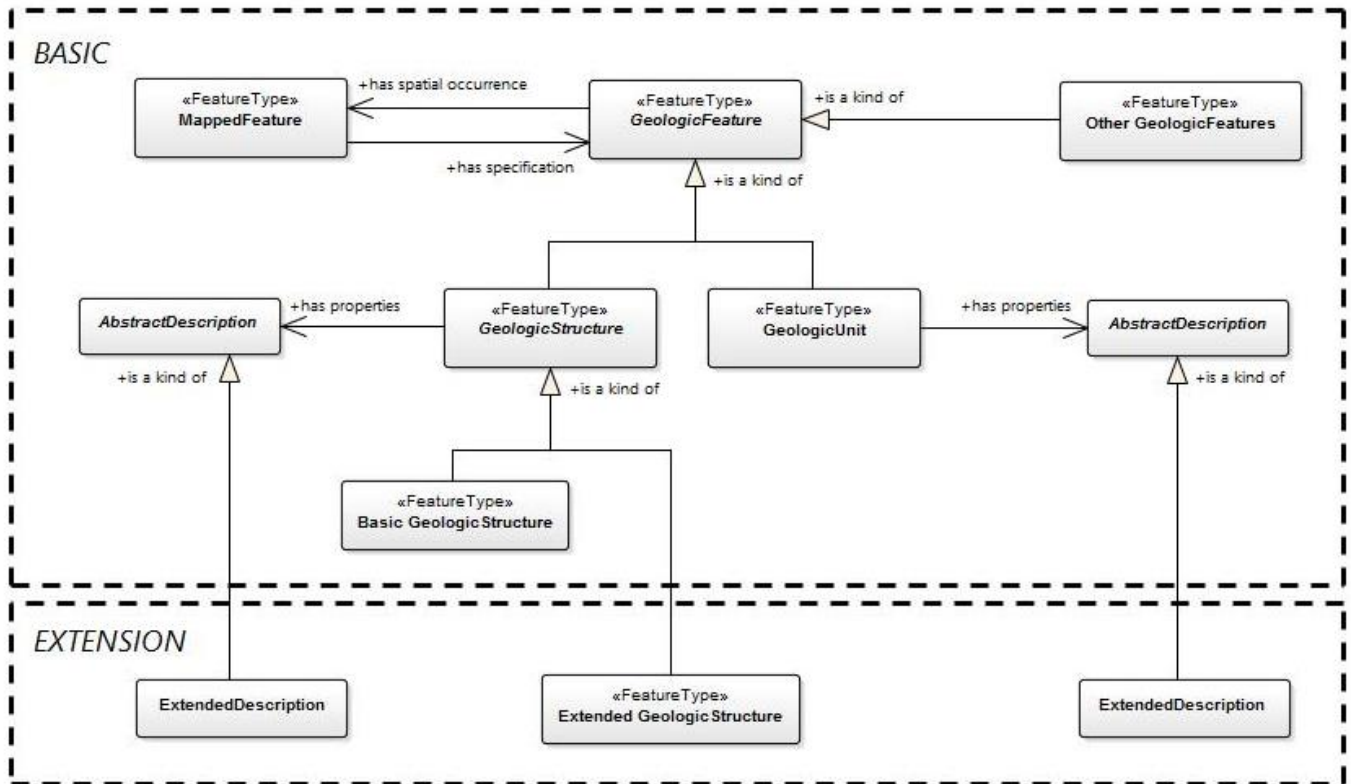 BASIC
«FeatureType»
MappedFeature
+has spatial occurrence
+has specification
«FeatureType»
GeologicFeature
+is a kind of
«FeatureType»
Other GeologicFeatures
+is a kind of
AbstractDescription
+has properties
«FeatureType»
GeologicStructure
«FeatureType»
GeologicUnit
+has properties
AbstractDescription
+is a kind of
+is a kind of
+is a kind of
«FeatureType»
Basic GeologicStructure
EXTENSION
ExtendedDescription
«FeatureType»
Extended GeologicStructure
ExtendedDescription